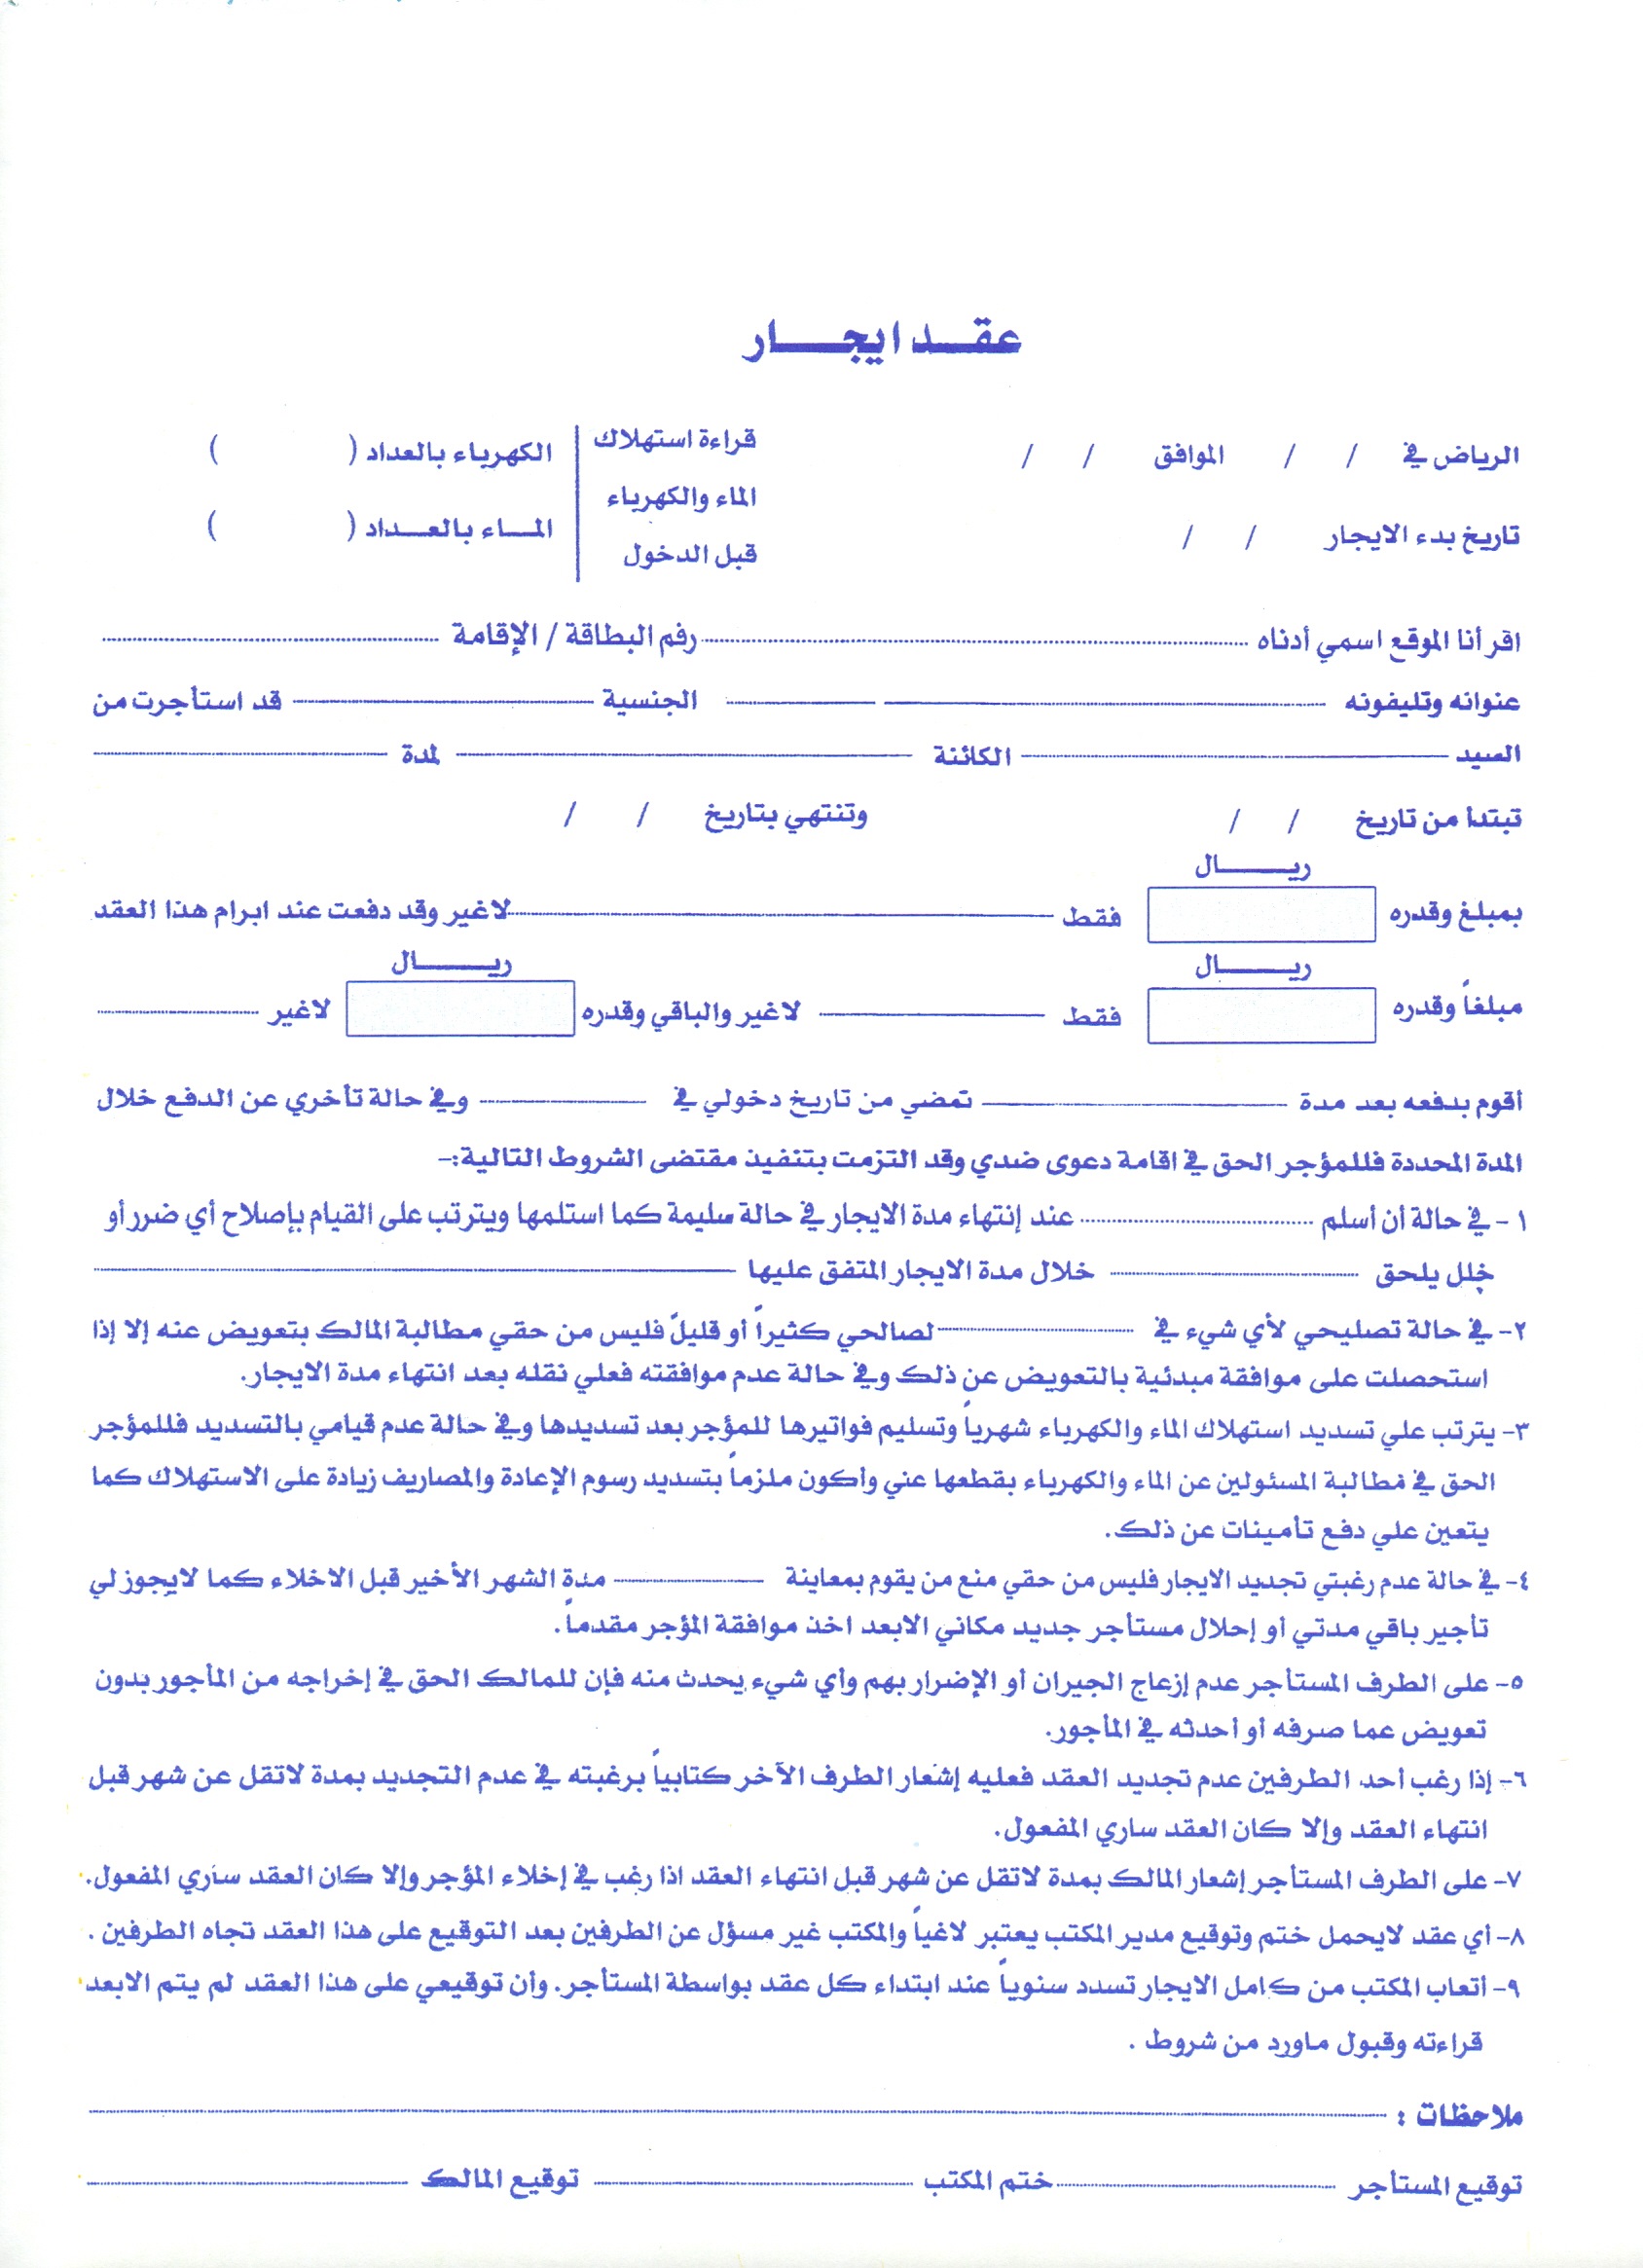 عقد ايجار
الرياض في / / الموافق / /
قراءة استهلاك
الماء والكهرباء
قبل الدخول
الكهرباء بالعداد ( )
الماء بالعداد ( )
تاريخ بدء الايجار / /
اقر أنا الموقع اسمي أدناه رقم البطاقة / الإقامة
عنوانه وتليفونه الجنسية قد استأجرت من
السيد الكائنة لمدة
تبتدأ من تاريخ / / وتنتهي بتاريخ / /
ريال
بمبلغ وقدره فقط لاغير وقد دفعت عند ابرام هذا العقد
ريال ريال
مبلغاً وقدره فقط لاغير والباقي وقدره لاغير
أقوم بدفعه بعد مدة تمضي من تاريخ دخولي في وفي حالة تأخري عن الدفع خلال
المدة المحددة فللمؤجر الحق في اقامة دعوى ضدي وقد التزمت بتنفيذ مقتضى الشروط التالية:-
١- في حالة أن أسلم عند إنتهاء مدة الايجار في حالة سليمة كما استلمها ويترتب على القيام بإصلاح أي ضرر أو
خلل يلحق خلال مدة الايجار المتفق عليها
٢- في حالة تصليحي لأي شيء في لصالحي كثيراً أو قليلً فليس من حقي مطالبة المالك بتعويض عنه إلا إذا
استحصلت على موافقة مبدئية بالتعويض عن ذلك وفي حالة عدم موافقته فعلي نقله بعد انتهاء مدة الايجار.
٣- يترتب علي تسديد استهلاك الماء والكهرباء شهرياً وتسليم فواتيرها للمؤجر بعد تسديدها وفي حالة عدم قيامي بالتسديد فللمؤجر
الحق في مطالبة المسئولين عن الماء والكهرباء بقطعها عني وأكون ملزماً بتسديد رسوم الإعادة والمصاريف زيادة على الاستهلاك كما
يتعين علي دفع تأمينات عن ذلك.
٤- في حالة عدم رغبتي تجديد الايجار فليس من حقي منع من يقوم بمعاينة مدة الشهر الأخير قبل الاخلاء كما لايجوز لي
تأجير باقي مدتي أو إحلال مستأجر جديد مكاني الابعد اخذ موافقة المؤجر مقدماً.
٥- على الطرف المستأجر عدم إزعاج الجيران أو الإضرار بهم وأي شيء يحدث منه فإن للمالك الحق في إخراجه من المأجور بدون
تعويض عما صرفه أو أحدثه في المأجور.
٦- إذا رغب أحد الطرفين عدم تجديد العقد فعليه إشعار الطرف الآخر كتابياً برغبته في عدم التجديد بمدة لاتقل عن شهر قبل
انتهاء العقد وإلا كان العقد ساري المفعول.
٧- على الطرف المستأجر إشعار المالك بمدة لاتقل عن شهر قبل انتهاء العقد اذا رغب في إخلاء المؤجر وإلا كان العقد ساري المفعول.
٨- أي عقد لايحمل ختم وتوقيع مدير المكتب يعتبر لاغياً والمكتب غير مسؤل عن الطرفين بعد التوقيع على هذا العقد تجاه الطرفين .
٩- أتعاب المكتب من كامل الايجار تسدد سنوياً عند ابتداء كل عقد بواسطة المستأجر. وأن توقيعي على هذا العقد لم يتم الابعد
قراءته وقبول ماورد من شروط .
ملاحظات :
توقيع المستأجر ختم المكتب توقيع المالك